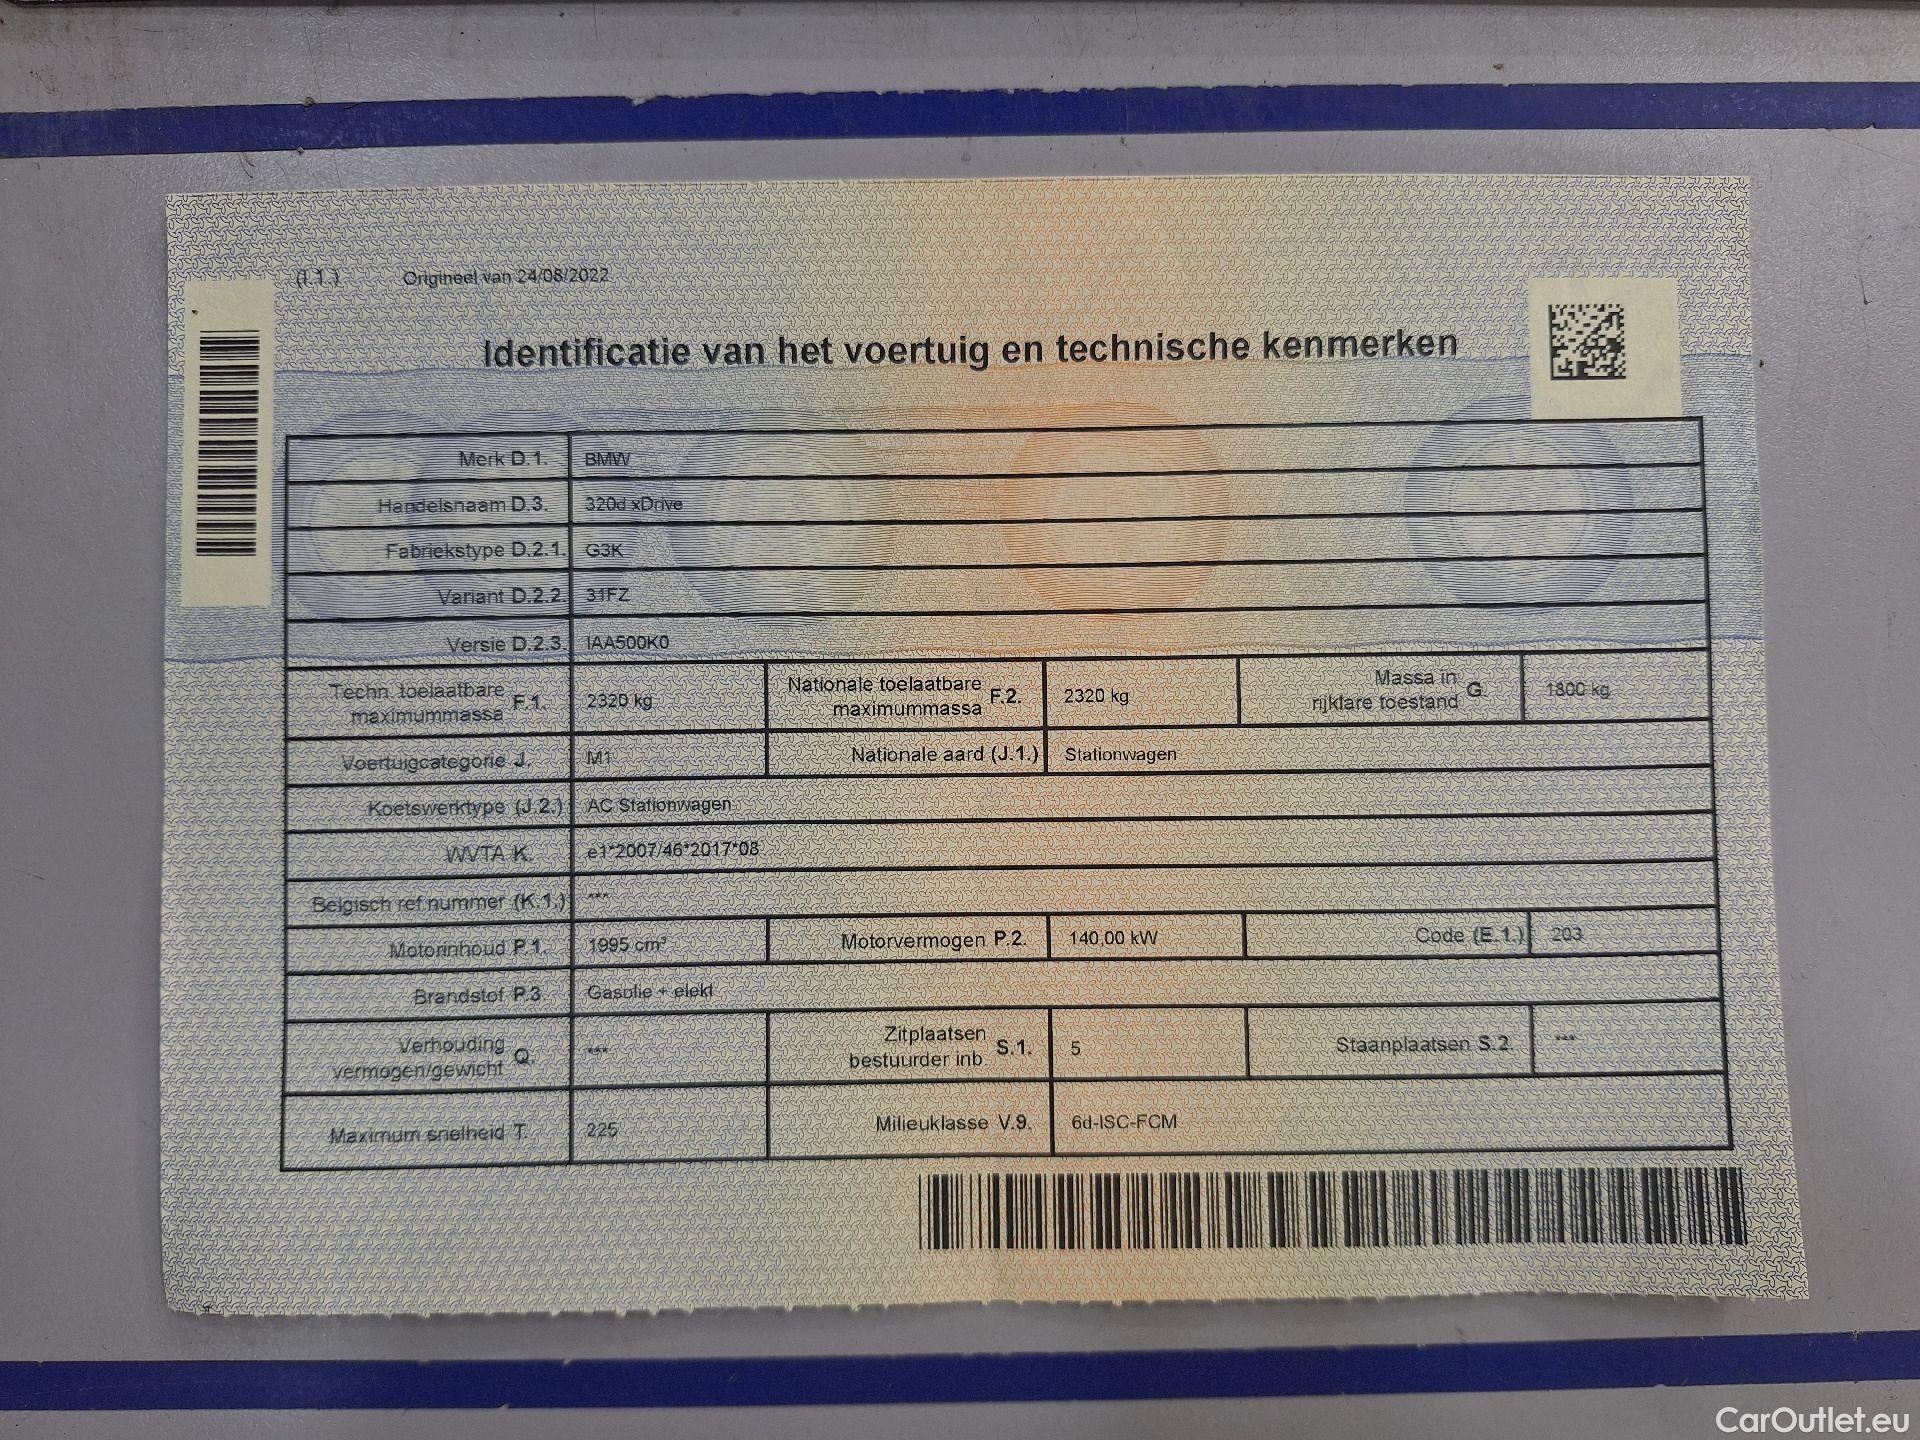 (I.1.) Origineel van 24/08/2022
Identificatie van het voertuig en technische kenmerken
Merk D.1. BMW
Handelsnaam D.3. 320d xDrive
Fabriekstype D.2.1. G3K
Variant D.2.2. 31FZ
Versie D.2.3. IAA500K0
Techn. toelaatbare maximummassa F.1. 2320 kg Nationale toelaatbare maximummassa F.2. 2320 kg Massa in rijklare toestand G. 1800 kg
Voertuigcategorie J. M1 Nationale aard (J.1.) Stationwagen
Koetswerktype (J.2.) AC Stationwagen
WVTA K. e1*2007/46*2017*08
Belgisch ref.nummer (K.1.) ***
Motorinhoud P.1. 1995 cm³ Motorvermogen P.2. 140,00 kW Code (E.1.) 203
Brandstof P.3. Gasolie + elekt
Verhouding vermogen/gewicht Q. *** Zitplaatsen bestuurder inb S.1. 5 Staanplaatsen S.2. ***
Maximum snelheid T. 225 Milieuklasse V.9. 6d-ISC-FCM
CarOutlet.eu